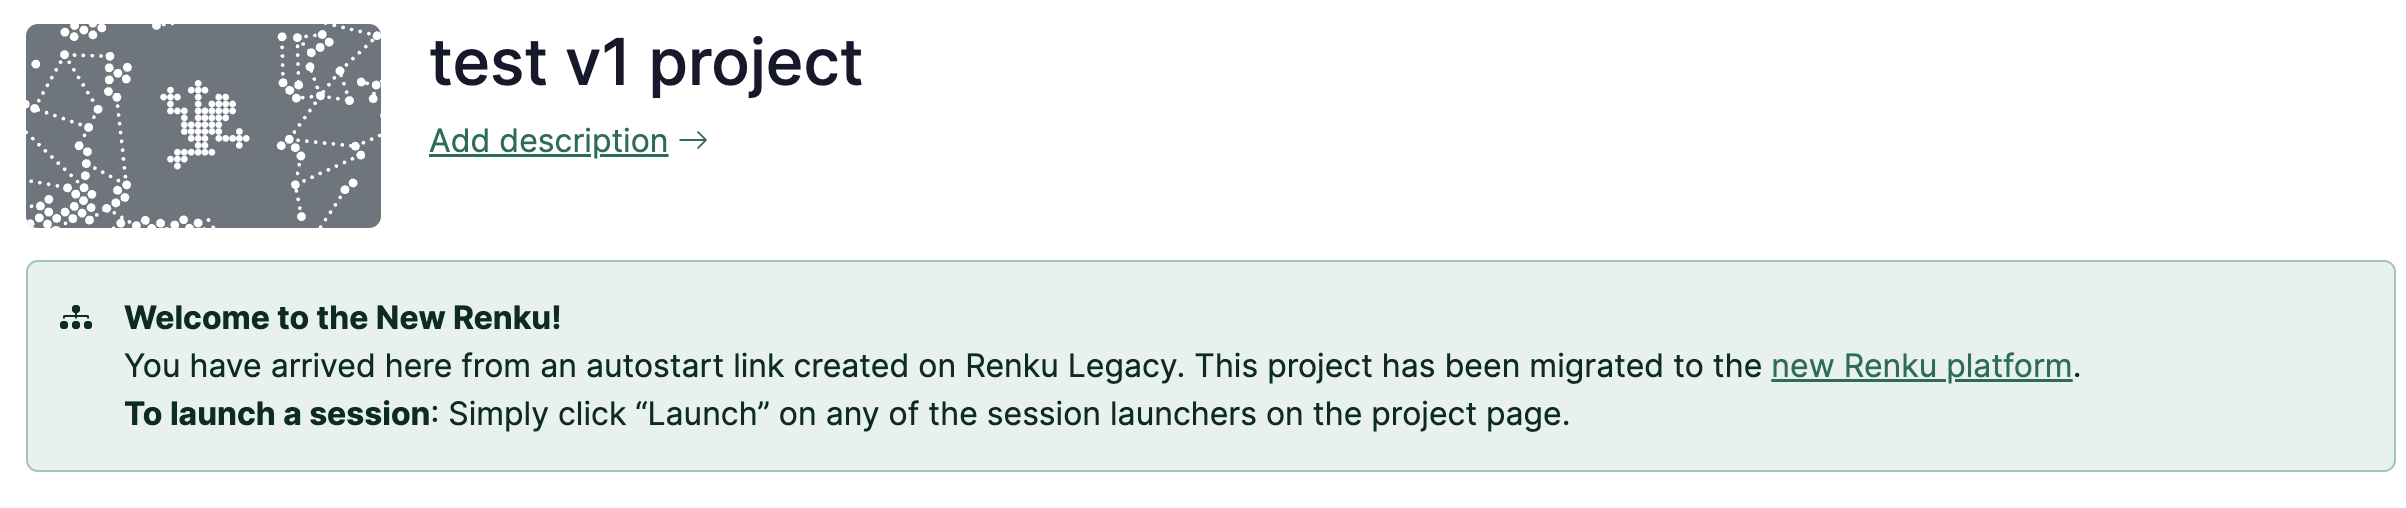 test v1 project
Add description →
Welcome to the New Renku!
You have arrived here from an autostart link created on Renku Legacy. This project has been migrated to the new Renku platform.
To launch a session: Simply click “Launch” on any of the session launchers on the project page.